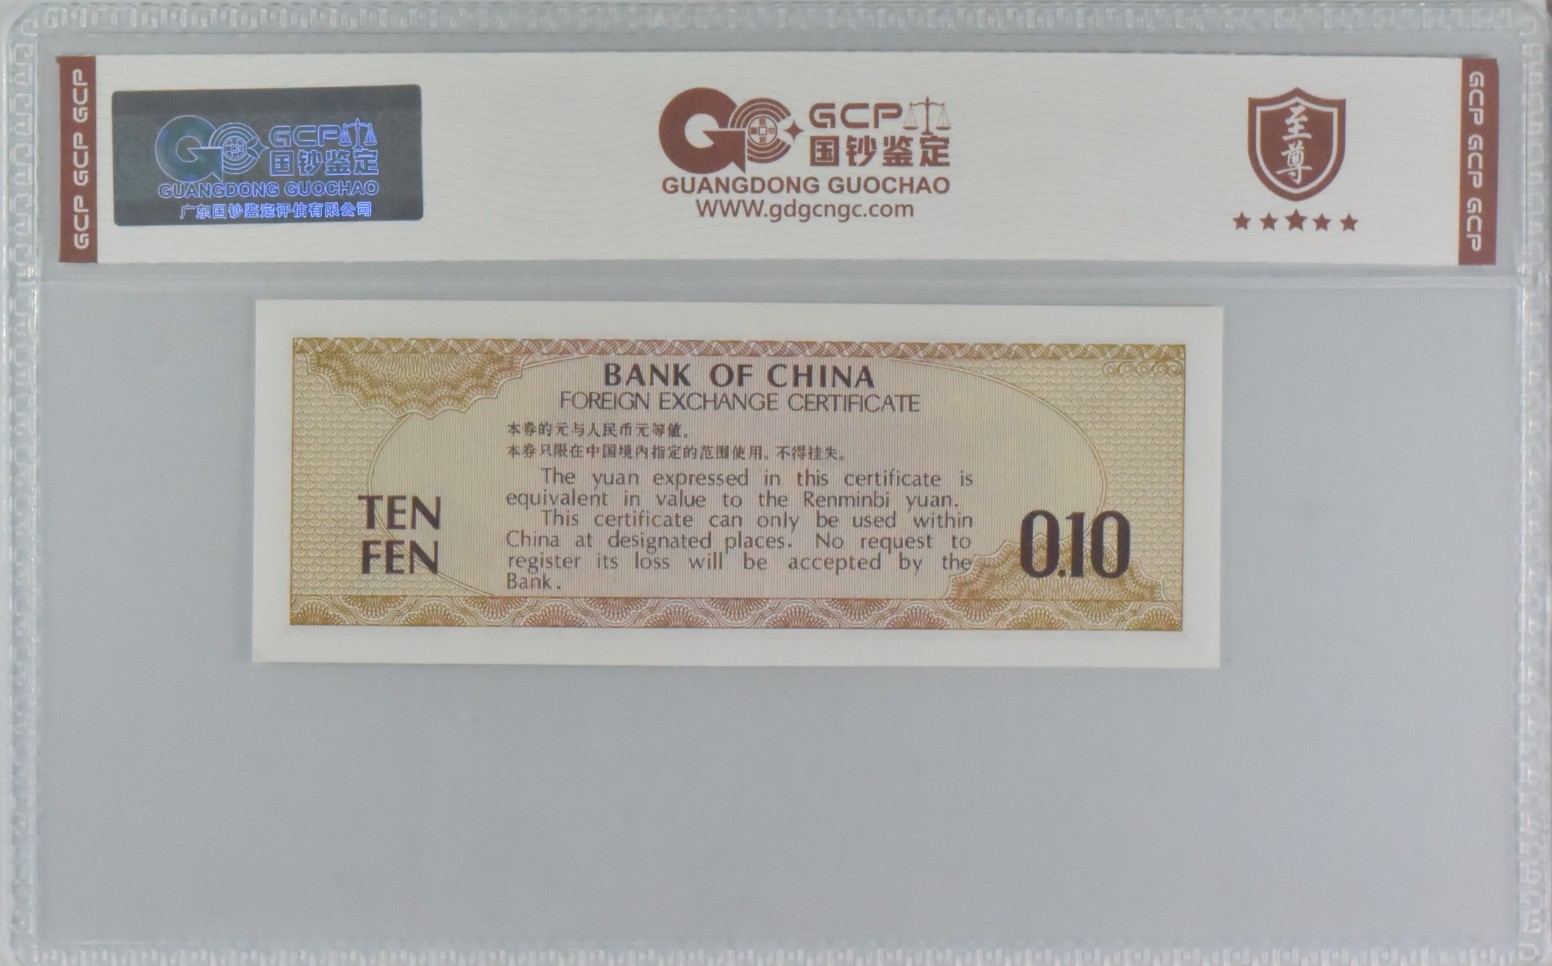 GCP GCP GCP
GCP 国钞鉴定
GUANGDONG GUOCHAO
广东国钞鉴定评估有限公司
GCP
国钞鉴定
GUANGDONG GUOCHAO
WWW.gdgcngc.com
至尊
GCP GCP GCP
BANK OF CHINA
FOREIGN EXCHANGE CERTIFICATE
本券的元与人民币元等值。
本券只限在中国境内指定的范围使用。不得挂失。
The yuan expressed in this certificate is
equivalent in value to the Renminbi yuan.
This certificate can only be used within
China at designated places. No request to
register its loss will be accepted by the
Bank.
TEN
FEN
0.10